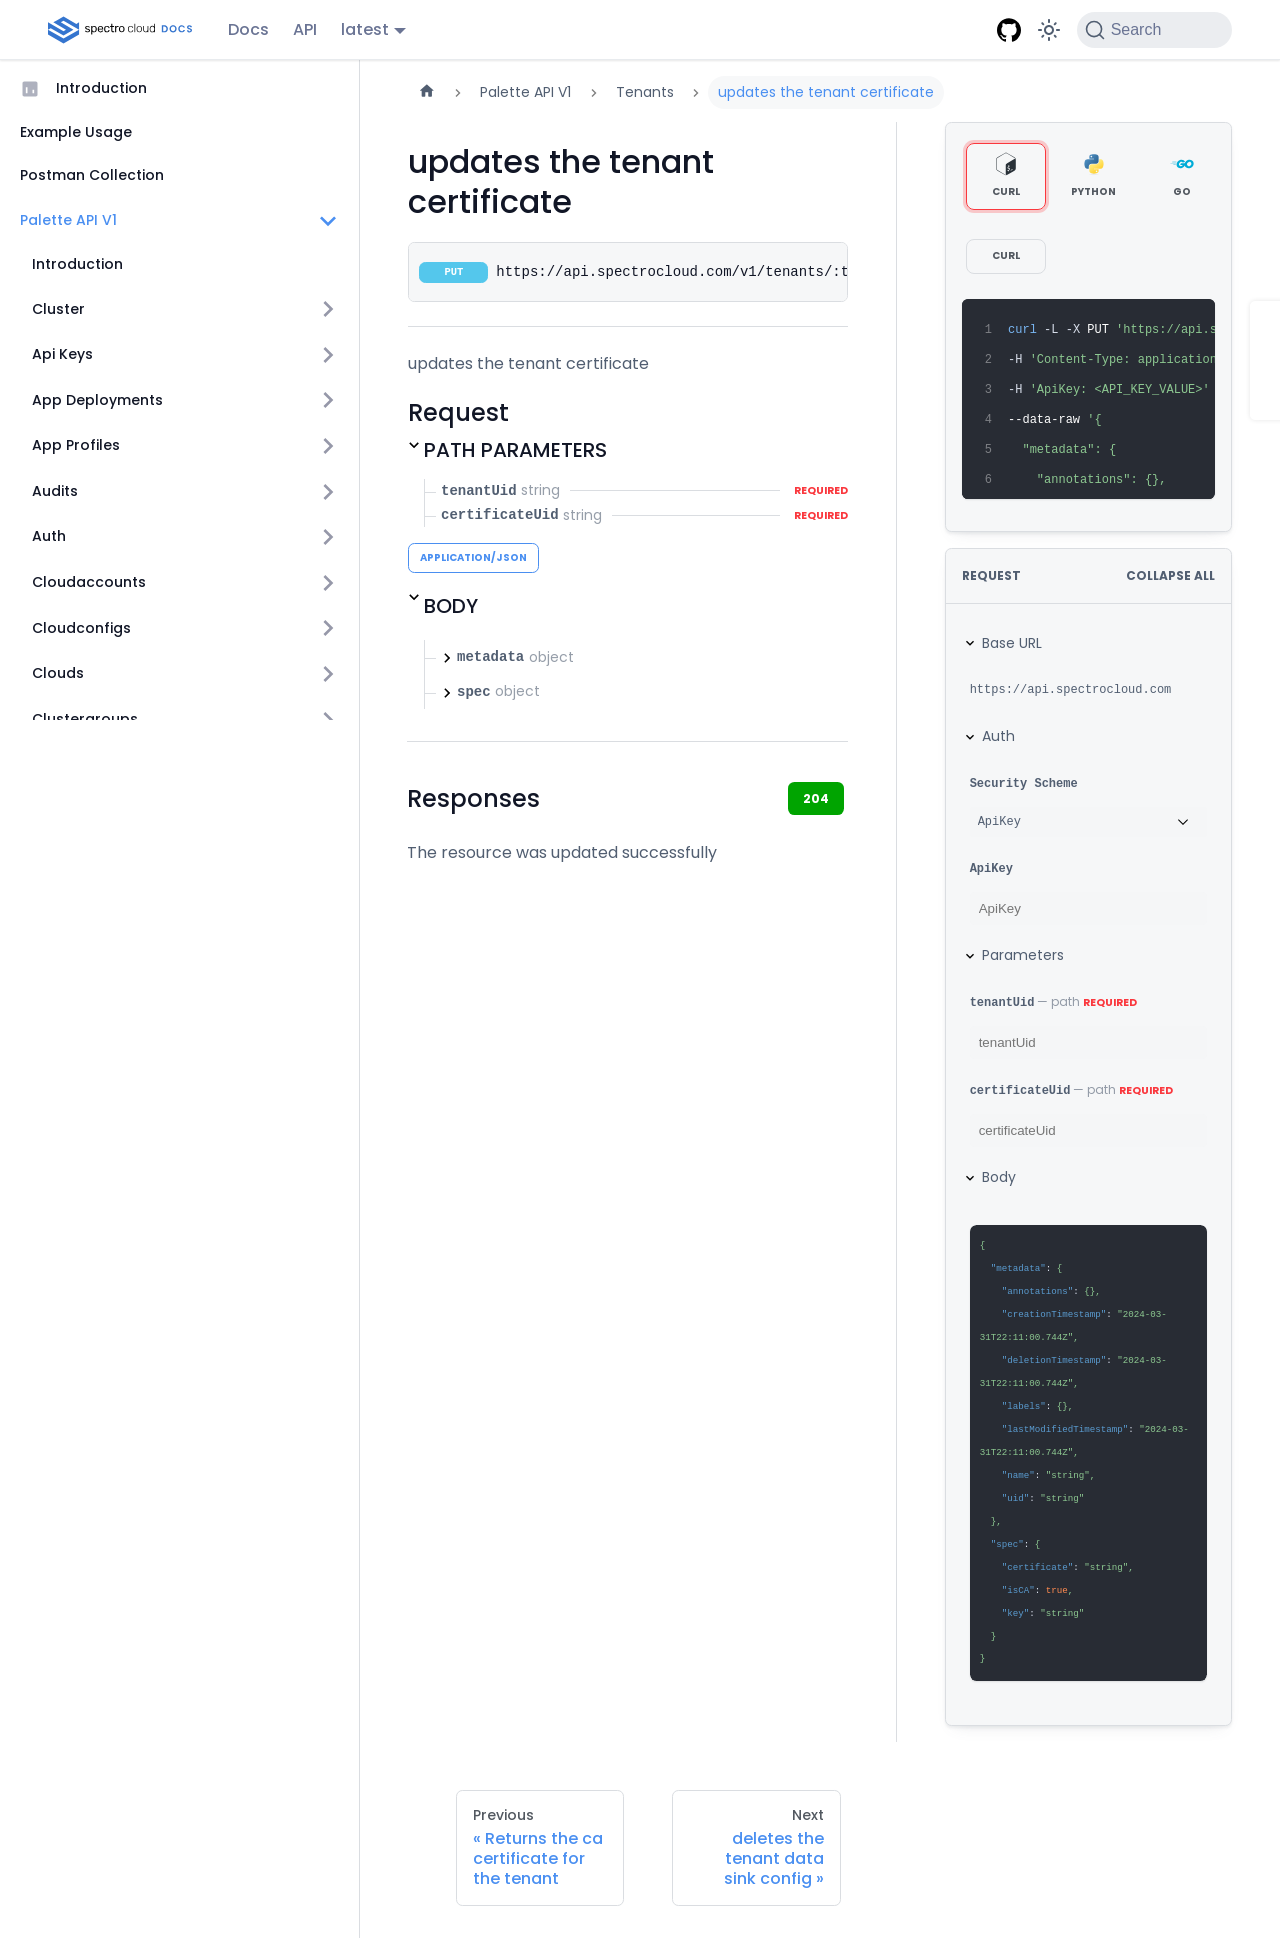 spectro cloud DOCS
Docs
API
latest
Search
Introduction
Example Usage
Postman Collection
Palette API V1
Introduction
Cluster
Api Keys
App Deployments
App Profiles
Audits
Auth
Cloudaccounts
Cloudconfigs
Clouds
Clustergroups
Palette API V1
Tenants
updates the tenant certificate
updates the tenant
certificate
PUT https://api.spectrocloud.com/v1/tenants/:t
updates the tenant certificate
Request
PATH PARAMETERS
tenantUid string REQUIRED
certificateUid string REQUIRED
APPLICATION/JSON
BODY
metadata object
spec object
Responses
204
The resource was updated successfully
CURL
PYTHON
GO
CURL
1 curl -L -X PUT 'https://api.s
2 -H 'Content-Type: application
3 -H 'ApiKey: <API_KEY_VALUE>'
4 --data-raw '{
5 "metadata": {
6 "annotations": {},
REQUEST
COLLAPSE ALL
Base URL
https://api.spectrocloud.com
Auth
Security Scheme
ApiKey
ApiKey
ApiKey
Parameters
tenantUid — path REQUIRED
tenantUid
certificateUid — path REQUIRED
certificateUid
Body
{
"metadata": {
"annotations": {},
"creationTimestamp": "2024-03-
31T22:11:00.744Z",
"deletionTimestamp": "2024-03-
31T22:11:00.744Z",
"labels": {},
"lastModifiedTimestamp": "2024-03-
31T22:11:00.744Z",
"name": "string",
"uid": "string"
},
"spec": {
"certificate": "string",
"isCA": true,
"key": "string"
}
}
Previous
« Returns the ca
certificate for
the tenant
Next
deletes the
tenant data
sink config »